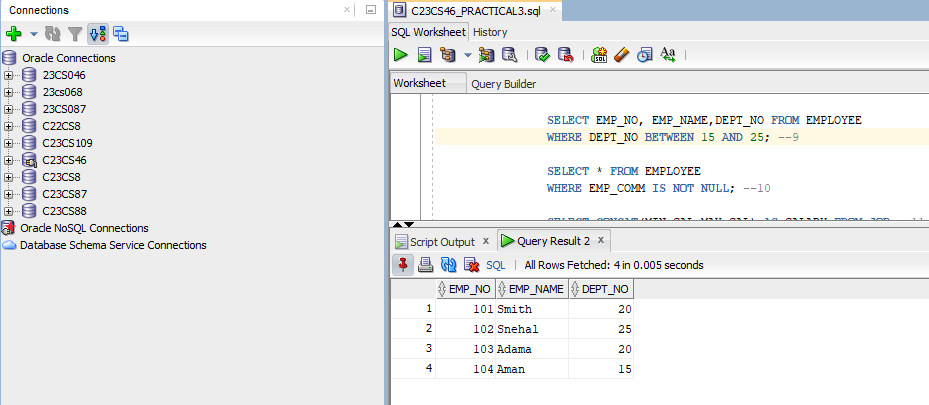 Connections
Oracle Connections
23CS046
23cs068
23CS087
C22CS8
C23CS109
C23CS46
C23CS8
C23CS87
C23CS88
Oracle NoSQL Connections
Database Schema Service Connections
C23CS46_PRACTICAL3.sql
SQL Worksheet History
Worksheet Query Builder
SELECT EMP_NO, EMP_NAME,DEPT_NO FROM EMPLOYEE
WHERE DEPT_NO BETWEEN 15 AND 25; --9
SELECT * FROM EMPLOYEE
WHERE EMP_COMM IS NOT NULL; --10
Script Output x Query Result 2 x
SQL | All Rows Fetched: 4 in 0.005 seconds
EMP_NO EMP_NAME DEPT_NO
1 101 Smith 20
2 102 Snehal 25
3 103 Adama 20
4 104 Aman 15